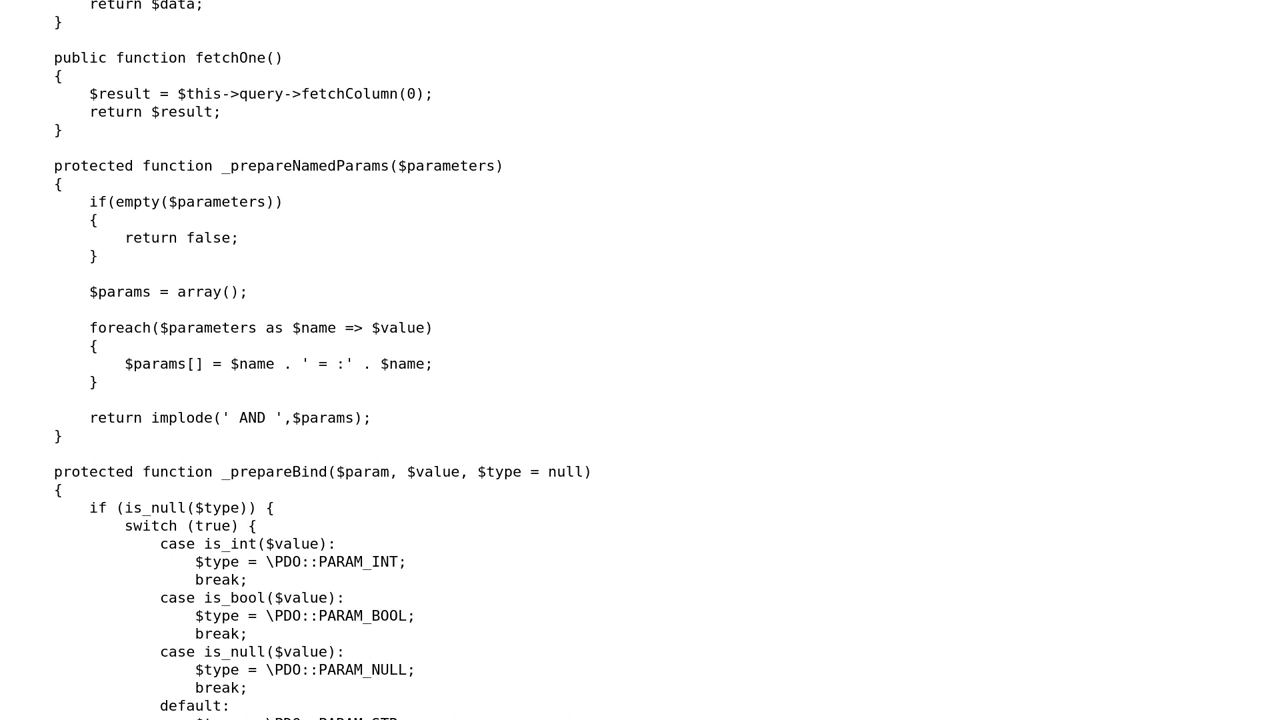 return $data;
}
public function fetchOne()
{
$result = $this->query->fetchColumn(0);
return $result;
}
protected function _prepareNamedParams($parameters)
{
if(empty($parameters))
{
return false;
}
$params = array();
foreach($parameters as $name => $value)
{
$params[] = $name . ' = :' . $name;
}
return implode(' AND ',$params);
}
protected function _prepareBind($param, $value, $type = null)
{
if (is_null($type)) {
switch (true) {
case is_int($value):
$type = \PDO::PARAM_INT;
break;
case is_bool($value):
$type = \PDO::PARAM_BOOL;
break;
case is_null($value):
$type = \PDO::PARAM_NULL;
break;
default: